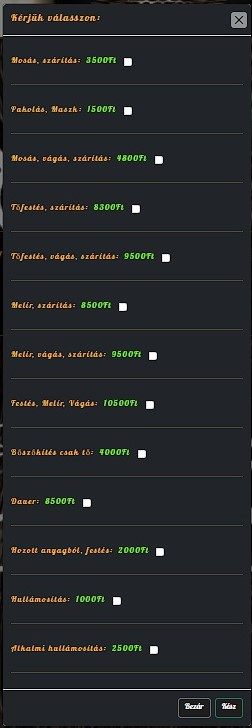 Kérjük válasszon:
Mosás, szárítás: 3500Ft
Pakolás, Maszk: 1500Ft
Mosás, vágás, szárítás: 4800Ft
Tőfestés, szárítás: 8300Ft
Tőfestés, vágás, szárítás: 9500Ft
Melír, szárítás: 8500Ft
Melír, vágás, szárítás: 9500Ft
Festés, Melír, Vágás: 10500Ft
Bőszőkítés csak tő: 4000Ft
Dauer: 8500Ft
Hozott anyagból, festés: 2000Ft
Hullámosítás: 1000Ft
Alkalmi hullámosítás: 2500Ft
Bezár Kész